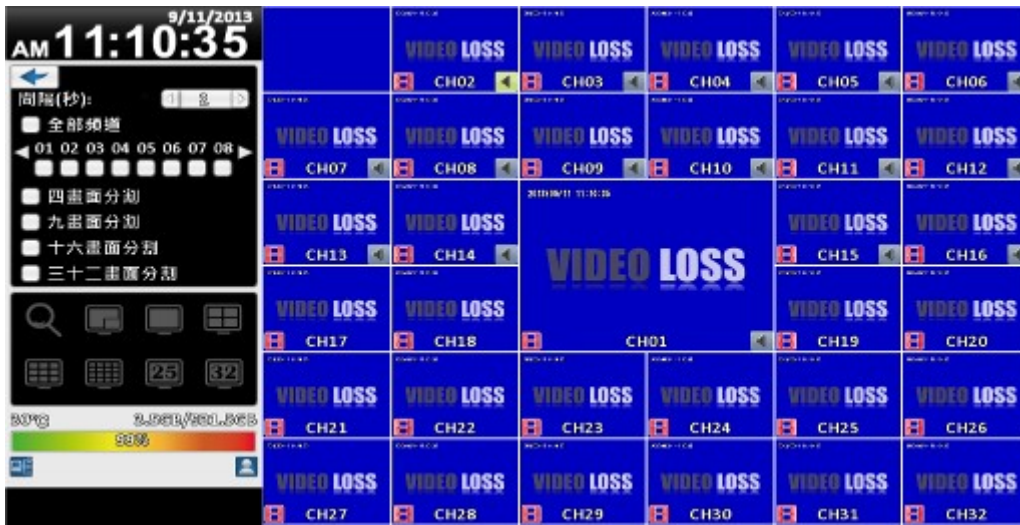 9/11/2013
AM 11:10:35
間隔(秒): 2
全部頻道
01 02 03 04 05 06 07 08
四畫面分割
九畫面分割
十六畫面分割
三十二畫面分割
25 32
99%
VIDEO LOSS VIDEO LOSS VIDEO LOSS VIDEO LOSS VIDEO LOSS
CH02 CH03 CH04 CH05 CH06
VIDEO LOSS VIDEO LOSS VIDEO LOSS VIDEO LOSS VIDEO LOSS VIDEO LOSS
CH07 CH08 CH09 CH10 CH11 CH12
VIDEO LOSS VIDEO LOSS VIDEO LOSS VIDEO LOSS
CH13 CH14 CH15 CH16
VIDEO LOSS
VIDEO LOSS VIDEO LOSS VIDEO LOSS VIDEO LOSS
CH17 CH18 CH01 CH19 CH20
VIDEO LOSS VIDEO LOSS VIDEO LOSS VIDEO LOSS VIDEO LOSS VIDEO LOSS
CH21 CH22 CH23 CH24 CH25 CH26
VIDEO LOSS VIDEO LOSS VIDEO LOSS VIDEO LOSS VIDEO LOSS VIDEO LOSS
CH27 CH28 CH29 CH30 CH31 CH32